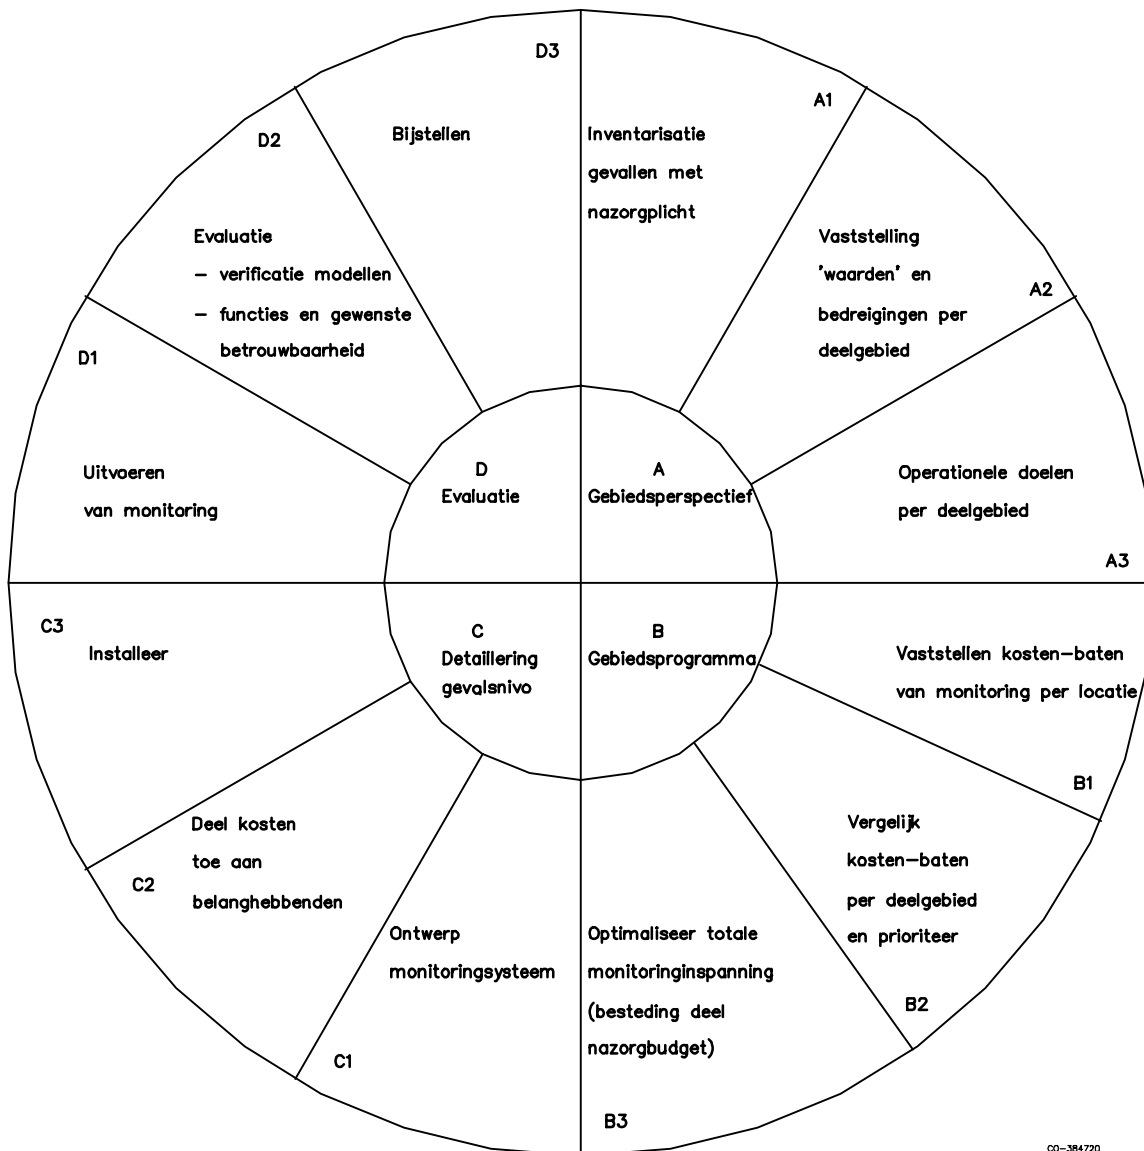 A1
Inventarisatie
gevallen met
nazorgplicht
A2
Vaststelling
'waarden' en
bedreigingen per
deelgebied
A3
Operationele doelen
per deelgebied
B1
Vaststellen kosten-baten
van monitoring per locatie
B2
Vergelijk
kosten-baten
per deelgebied
en prioriteer
B3
Optimaliseer totale
monitoringinspanning
(besteding deel
nazorgbudget)
C1
Ontwerp
monitoringsysteem
C2
Deel kosten
toe aan
belanghebbenden
C3
Installeer
D1
Uitvoeren
van monitoring
D2
Evaluatie
- verificatie modellen
- functies en gewenste
betrouwbaarheid
D3
Bijstellen
A
Gebiedsperspectief
B
Gebiedsprogramma
C
Detaillering
gevalsnivo
D
Evaluatie
CO-384720